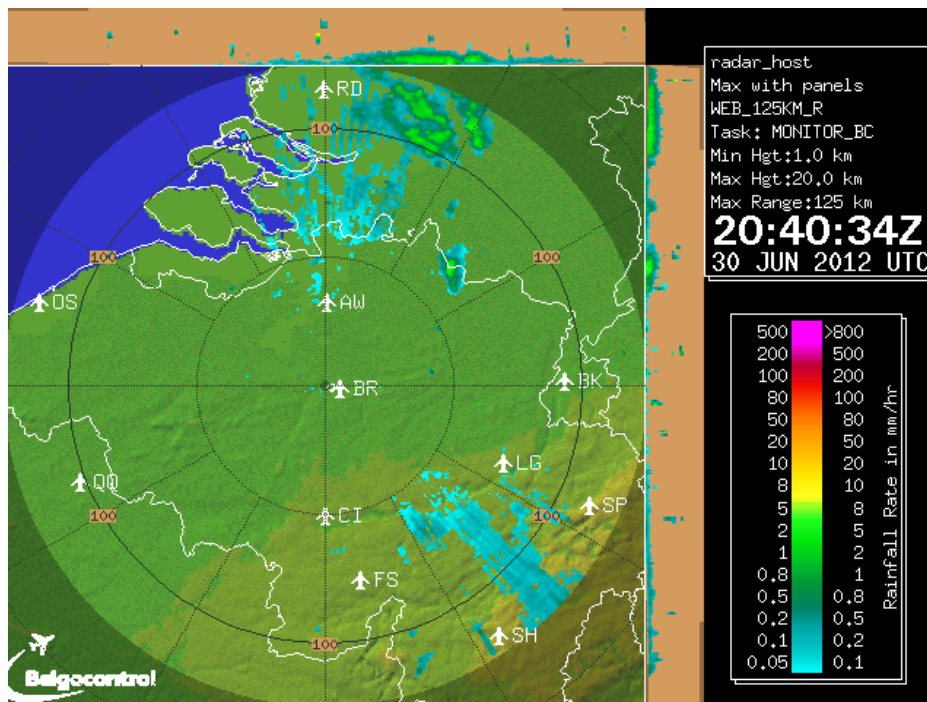 radar_host
Max with panels
WEB_125KM_R
Task: MONITOR_BC
Min Hgt:1.0 km
Max Hgt:20.0 km
Max Range:125 km
20:40:34Z
30 JUN 2012 UTC
RD
100
100
100
OS
AW
BR
BK
LG
QQ
SP
100
CI
100
FS
SH
100
Belgocontrol
500 >800
200 500
100 200
80 100
50 80
20 50
10 20
8 10
5 8
2 5
1 2
0.8 1
0.5 0.8
0.2 0.5
0.1 0.2
0.05 0.1
Rainfall Rate in mm/hr